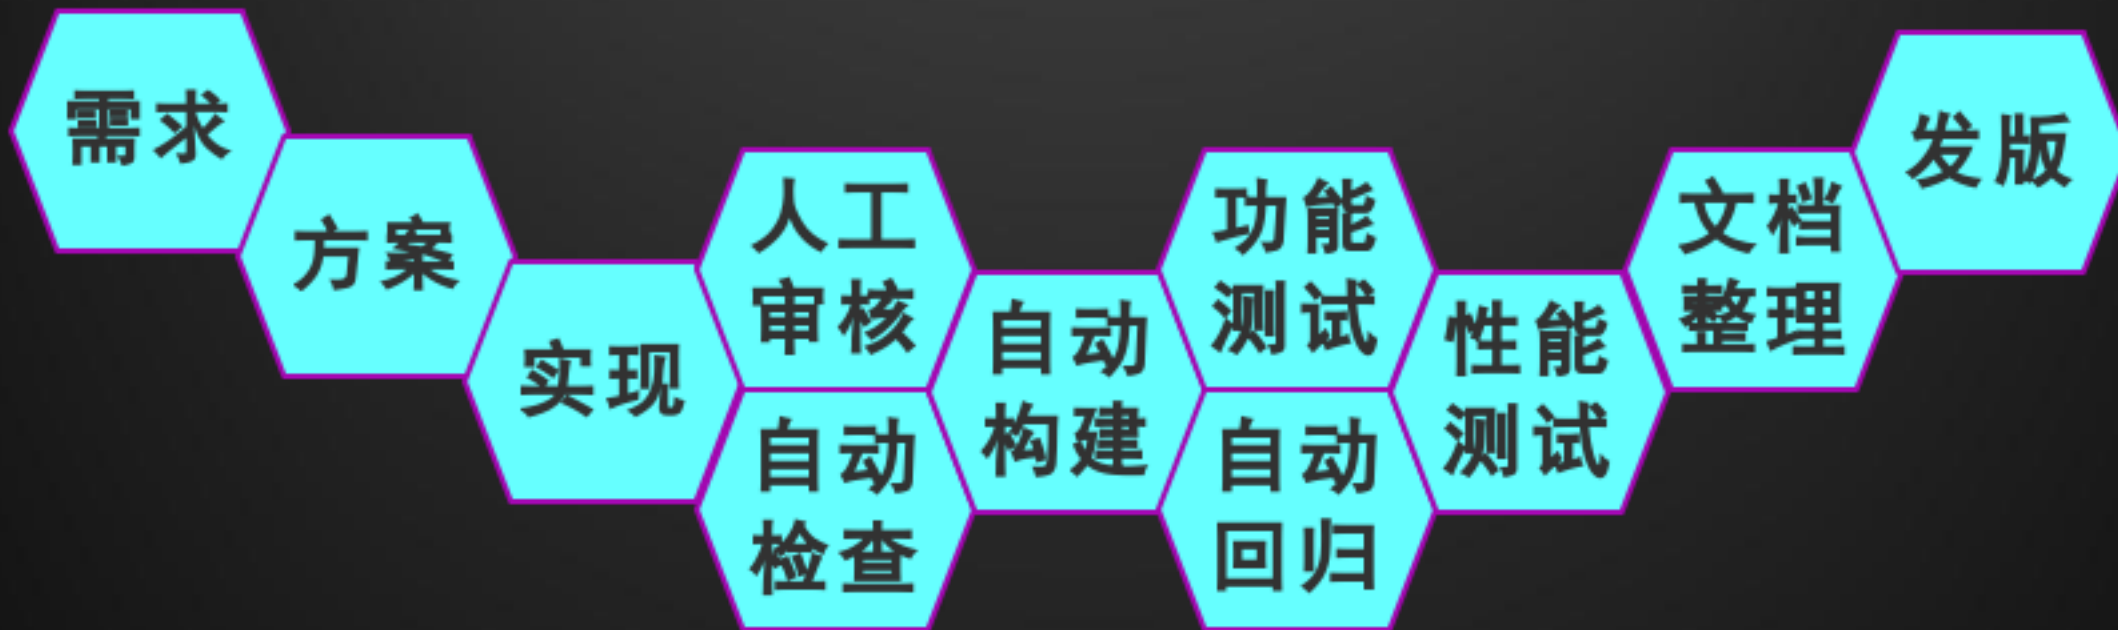 需求
方案
实现
人工
审核
自动
检查
自动
构建
功能
测试
自动
回归
性能
测试
文档
整理
发版